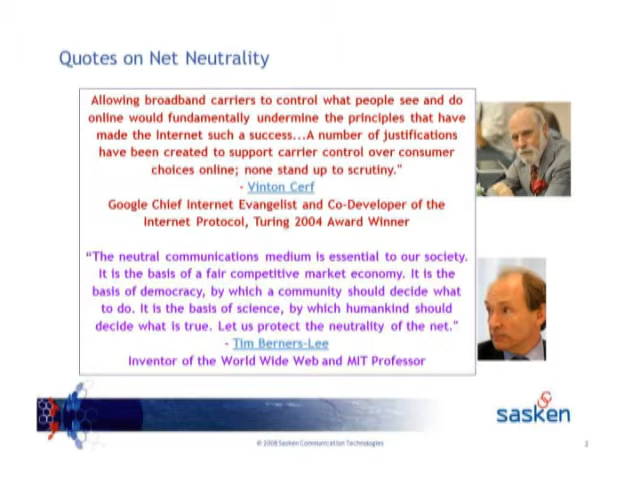 Quotes on Net Neutrality
Allowing broadband carriers to control what people see and do
online would fundamentally undermine the principles that have
made the Internet such a success...A number of justifications
have been created to support carrier control over consumer
choices online; none stand up to scrutiny."
- Vinton Cerf
Google Chief Internet Evangelist and Co-Developer of the
Internet Protocol, Turing 2004 Award Winner
"The neutral communications medium is essential to our society.
It is the basis of a fair competitive market economy. It is the
basis of democracy, by which a community should decide what
to do. It is the basis of science, by which humankind should
decide what is true. Let us protect the neutrality of the net."
- Tim Berners-Lee
Inventor of the World Wide Web and MIT Professor
sasken
© 2008 Sasken Communication Technologies
2